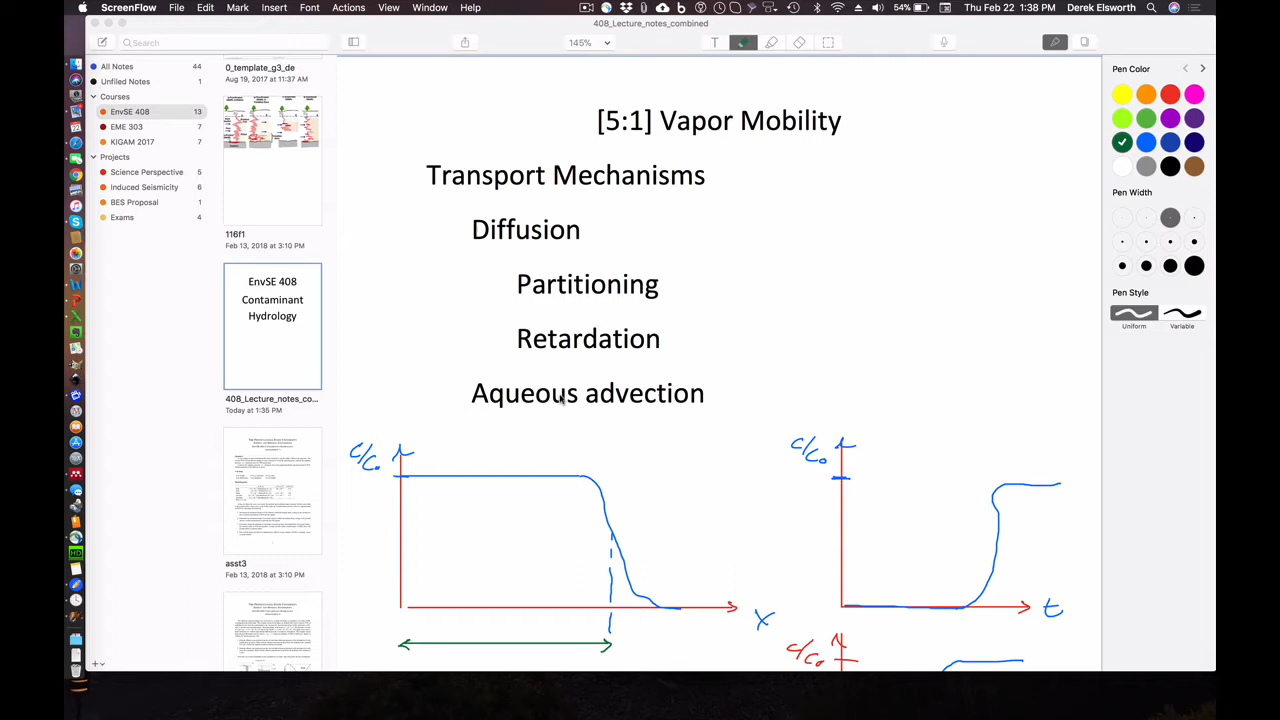 ScreenFlow File Edit Mark Insert Font Actions View Window Help
54% Thu Feb 22 1:38 PM Derek Elsworth
408_Lecture_notes_combined
Search
145%
All Notes 44
Unfiled Notes 1
Courses
EnvSE 408 13
EME 303 7
KIGAM 2017 7
Projects
Science Perspective 5
Induced Seismicity 6
BES Proposal 1
Exams 4
0_template_g3_de
Aug 19, 2017 at 11:37 AM
116f1
Feb 13, 2018 at 3:10 PM
EnvSE 408
Contaminant
Hydrology
408_Lecture_notes_co...
Today at 1:35 PM
asst3
Feb 13, 2018 at 3:10 PM
[5:1] Vapor Mobility
Transport Mechanisms
Diffusion
Partitioning
Retardation
Aqueous advection
C/C₀
x
C/C₀
t
C/C₀
Pen Color
Pen Width
Pen Style
Uniform Variable